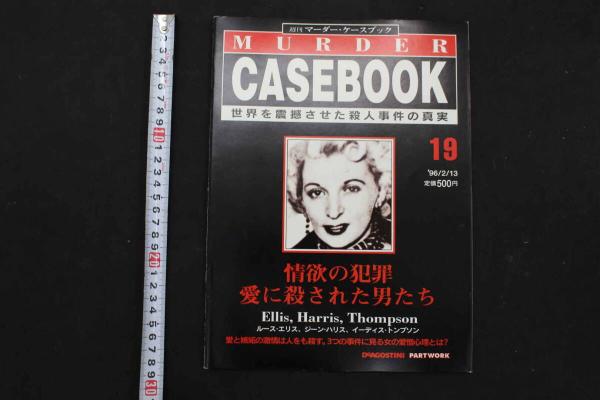 週刊 マーダー・ケースブック
MURDER
CASEBOOK
世界を震撼させた殺人事件の真実
19
'96/2/13
定価500円
情欲の犯罪
愛に殺された男たち
Ellis, Harris, Thompson
ルース・エリス、ジーン・ハリス、イーディス・トンプソン
愛と嫉妬の激情は人をも殺す。3つの事件に見る女の愛憎心理とは?
DEAGOSTINI PARTWORK
10
20
30